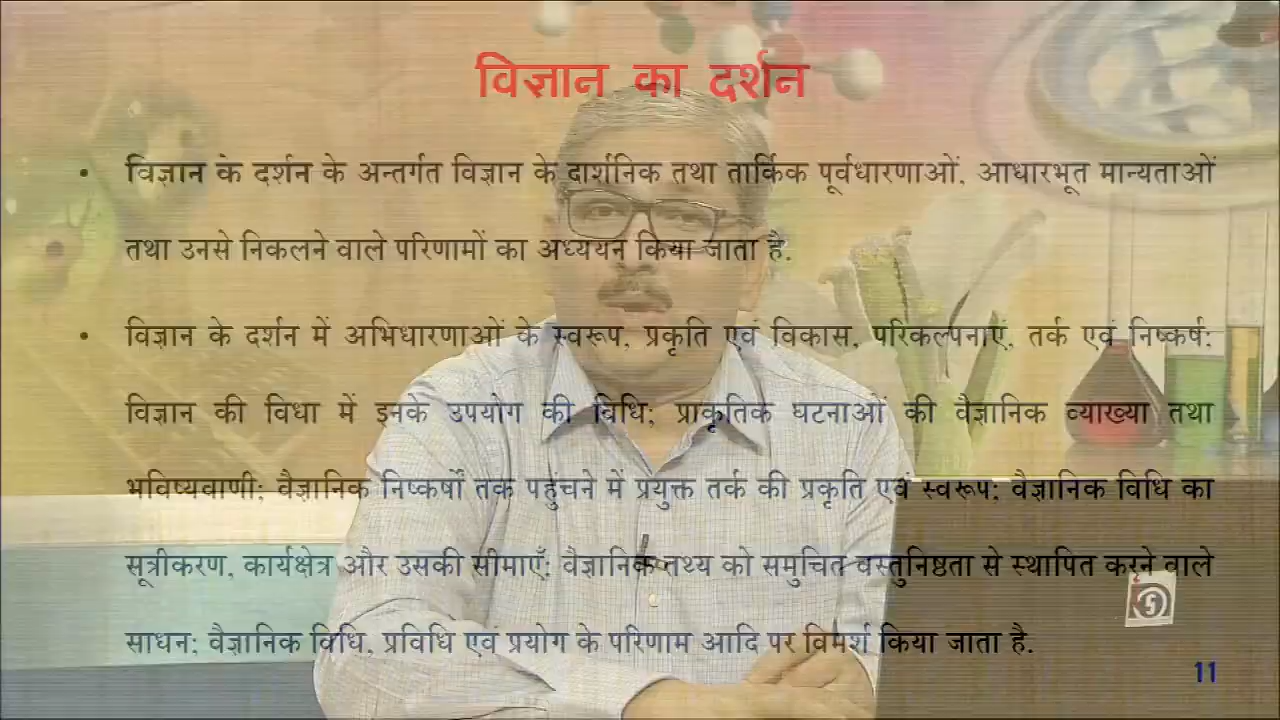 विज्ञान का दर्शन
• विज्ञान के दर्शन के अन्तर्गत विज्ञान के दार्शनिक तथा तार्किक पूर्वधारणाओं, आधारभूत मान्यताओं
तथा उनसे निकलने वाले परिणामों का अध्ययन किया जाता है.
• विज्ञान के दर्शन में अभिधारणाओं के स्वरूप, प्रकृति एवं विकास, परिकल्पनाएं, तर्क एवं निष्कर्ष;
विज्ञान की विधा में इनके उपयोग की विधि; प्राकृतिक घटनाओं की वैज्ञानिक व्याख्या तथा
भविष्यवाणी; वैज्ञानिक निष्कर्षों तक पहुंचने में प्रयुक्त तर्क की प्रकृति एवं स्वरूप; वैज्ञानिक विधि का
सूत्रीकरण, कार्यक्षेत्र और उसकी सीमाएँ; वैज्ञानिक तथ्य को समुचित वस्तुनिष्ठता से स्थापित करने वाले
साधन; वैज्ञानिक विधि, प्रविधि एवं प्रयोग के परिणाम आदि पर विमर्श किया जाता है.
11